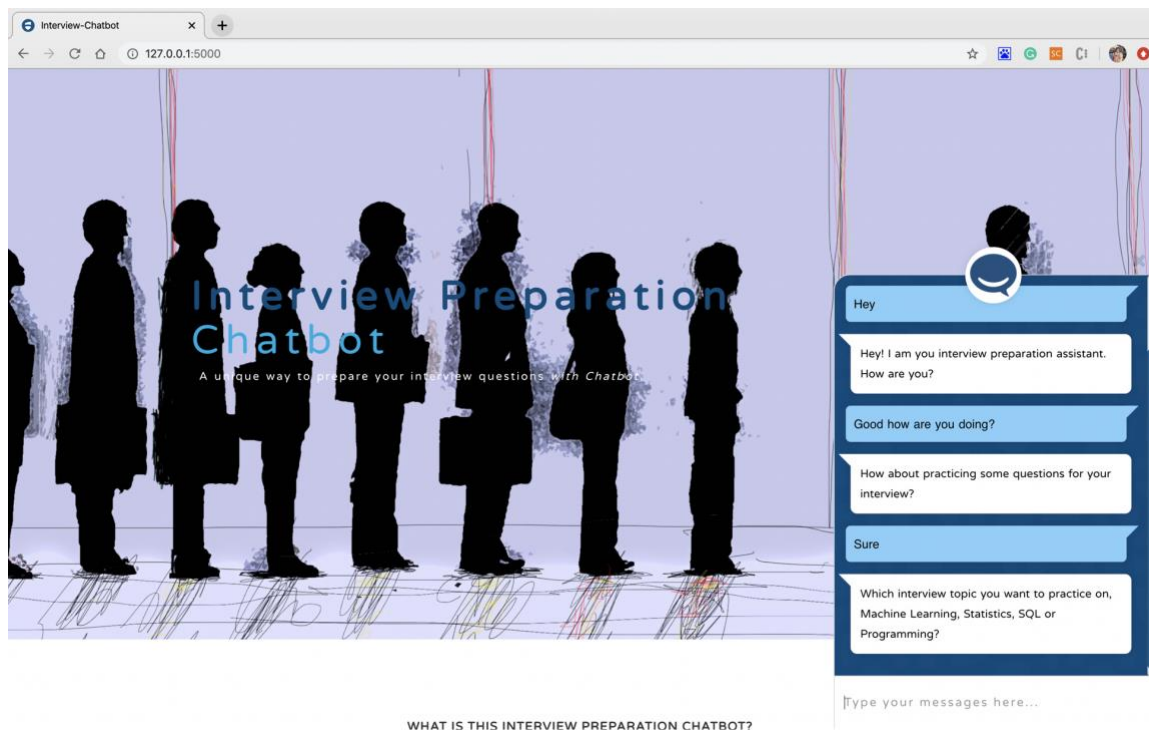 Interview-Chatbot
127.0.0.1:5000
Interview Preparation
Chatbot
A unique way to prepare your interview questions with Chatbot
Hey
Hey! I am you interview preparation assistant.
How are you?
Good how are you doing?
How about practicing some questions for your
interview?
Sure
Which interview topic you want to practice on,
Machine Learning, Statistics, SQL or
Programming?
Type your messages here...
WHAT IS THIS INTERVIEW PREPARATION CHATBOT?